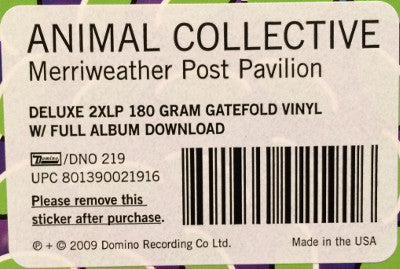 ANIMAL COLLECTIVE
Merriweather Post Pavilion
DELUXE 2XLP 180 GRAM GATEFOLD VINYL
W/ FULL ALBUM DOWNLOAD
Domino /DNO 219
UPC 801390021916
Please remove this
sticker after purchase.
℗ + © 2009 Domino Recording Co Ltd.
Made in the USA